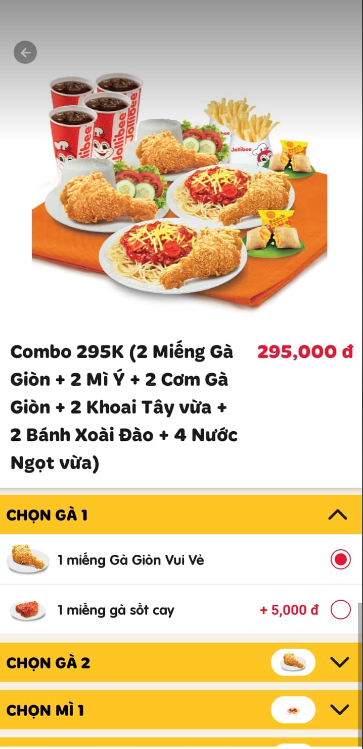 Jollibee
Jollibee
Jollibee
Jollibee
Combo 295K (2 Miếng Gà
295,000 đ
Giòn + 2 Mì Ý + 2 Cơm Gà
Giòn + 2 Khoai Tây vừa +
2 Bánh Xoài Đào + 4 Nước
Ngọt vừa)
CHỌN GÀ 1
1 miếng Gà Giòn Vui Vẻ
1 miếng gà sốt cay
+ 5,000 đ
CHỌN GÀ 2
CHỌN MÌ 1